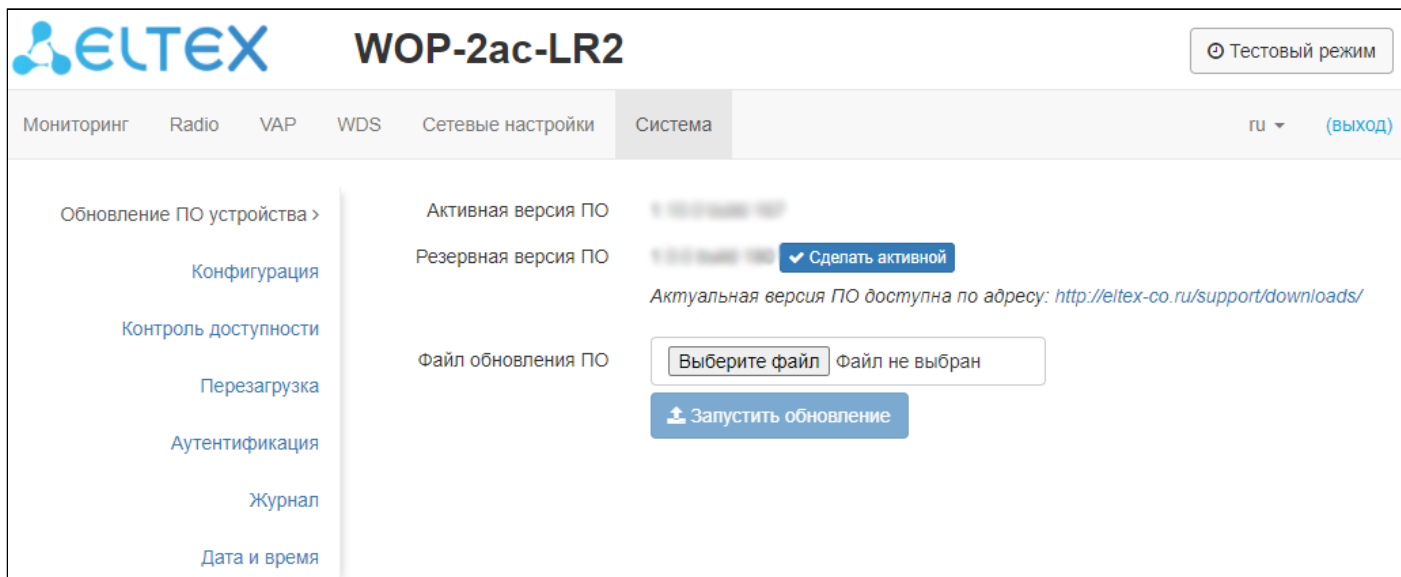 ELTEX WOP-2ac-LR2 Тестовый режим
Мониторинг Radio VAP WDS Сетевые настройки Система ru (выход)
Обновление ПО устройства >
Конфигурация
Контроль доступности
Перезагрузка
Аутентификация
Журнал
Дата и время
Активная версия ПО
Резервная версия ПО Сделать активной
Актуальная версия ПО доступна по адресу: http://eltex-co.ru/support/downloads/
Файл обновления ПО Выберите файл Файл не выбран
Запустить обновление